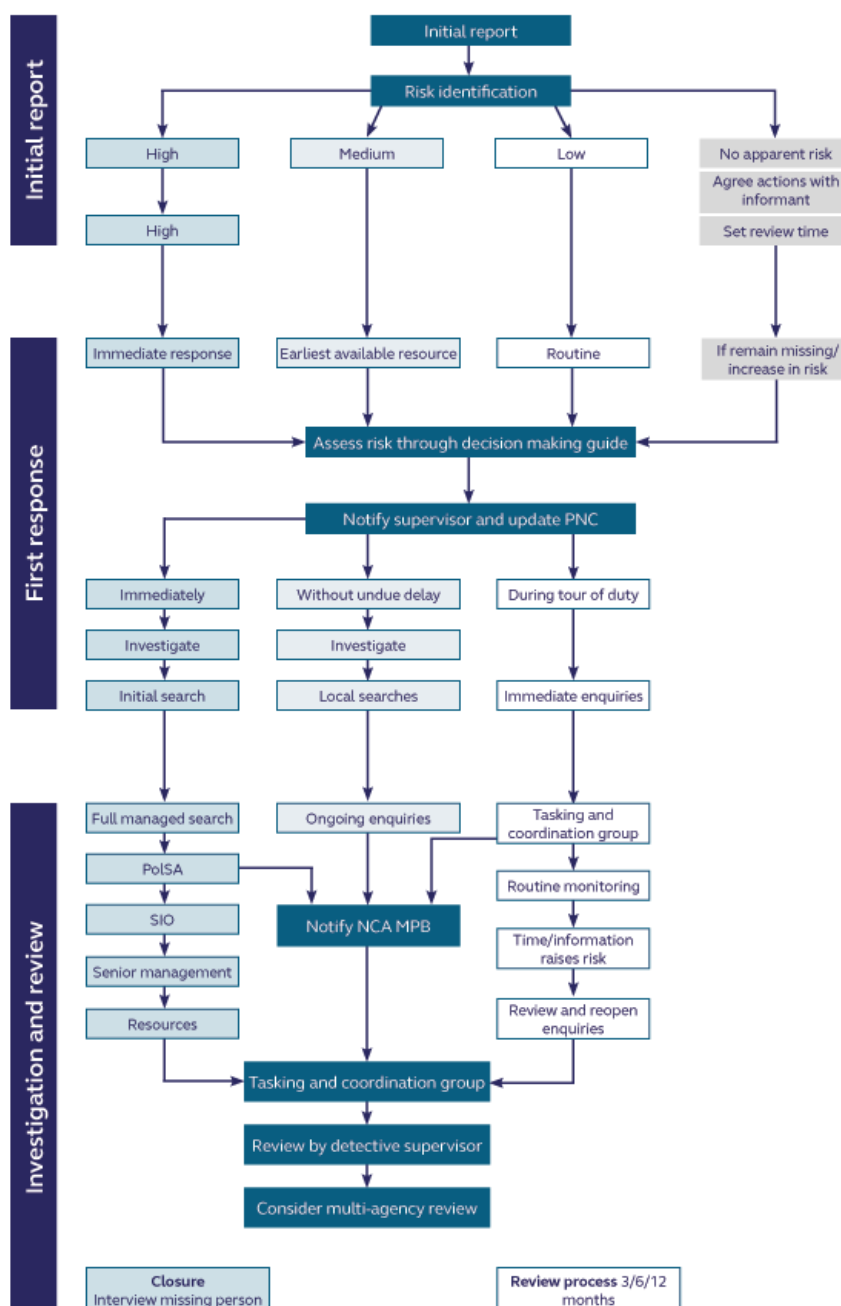 Initial report
Initial report
Risk identification
High
Medium
Low
No apparent risk
Agree actions with
informant
High
Set review time
First response
Immediate response
Earliest available resource
Routine
If remain missing/
increase in risk
Assess risk through decision making guide
Notify supervisor and update PNC
Immediately
Without undue delay
During tour of duty
Investigate
Investigate
Initial search
Local searches
Immediate enquiries
Investigation and review
Full managed search
Ongoing enquiries
Tasking and
coordination group
PolSA
Routine monitoring
SIO
Notify NCA MPB
Time/information
raises risk
Senior management
Resources
Review and reopen
enquiries
Tasking and coordination group
Review by detective supervisor
Consider multi-agency review
Closure
Interview missing person
Review process 3/6/12
months